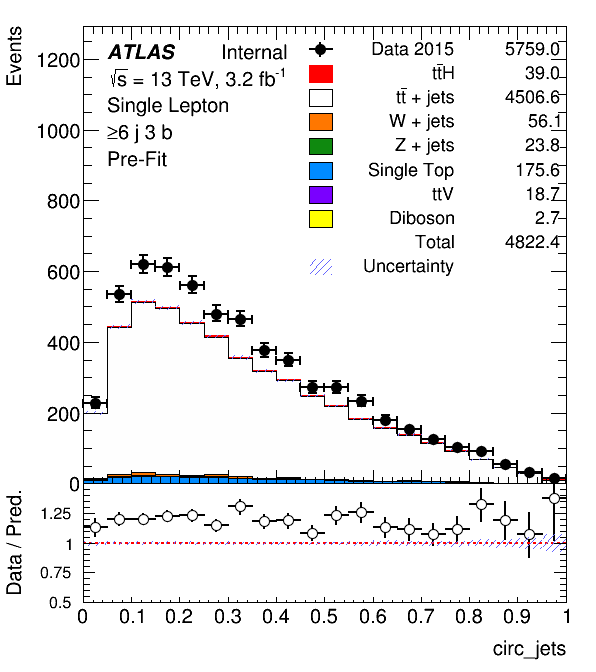 Events
1200
1000
800
600
400
200
0
ATLAS Internal
√s = 13 TeV, 3.2 fb-1
Single Lepton
≥6 j 3 b
Pre-Fit
Data 2015 5759.0
tt̄H 39.0
tt̄ + jets 4506.6
W + jets 56.1
Z + jets 23.8
Single Top 175.6
ttV 18.7
Diboson 2.7
Total 4822.4
Uncertainty
Data / Pred.
1.25
1
0.75
0.5
0 0.1 0.2 0.3 0.4 0.5 0.6 0.7 0.8 0.9 1
circ_jets